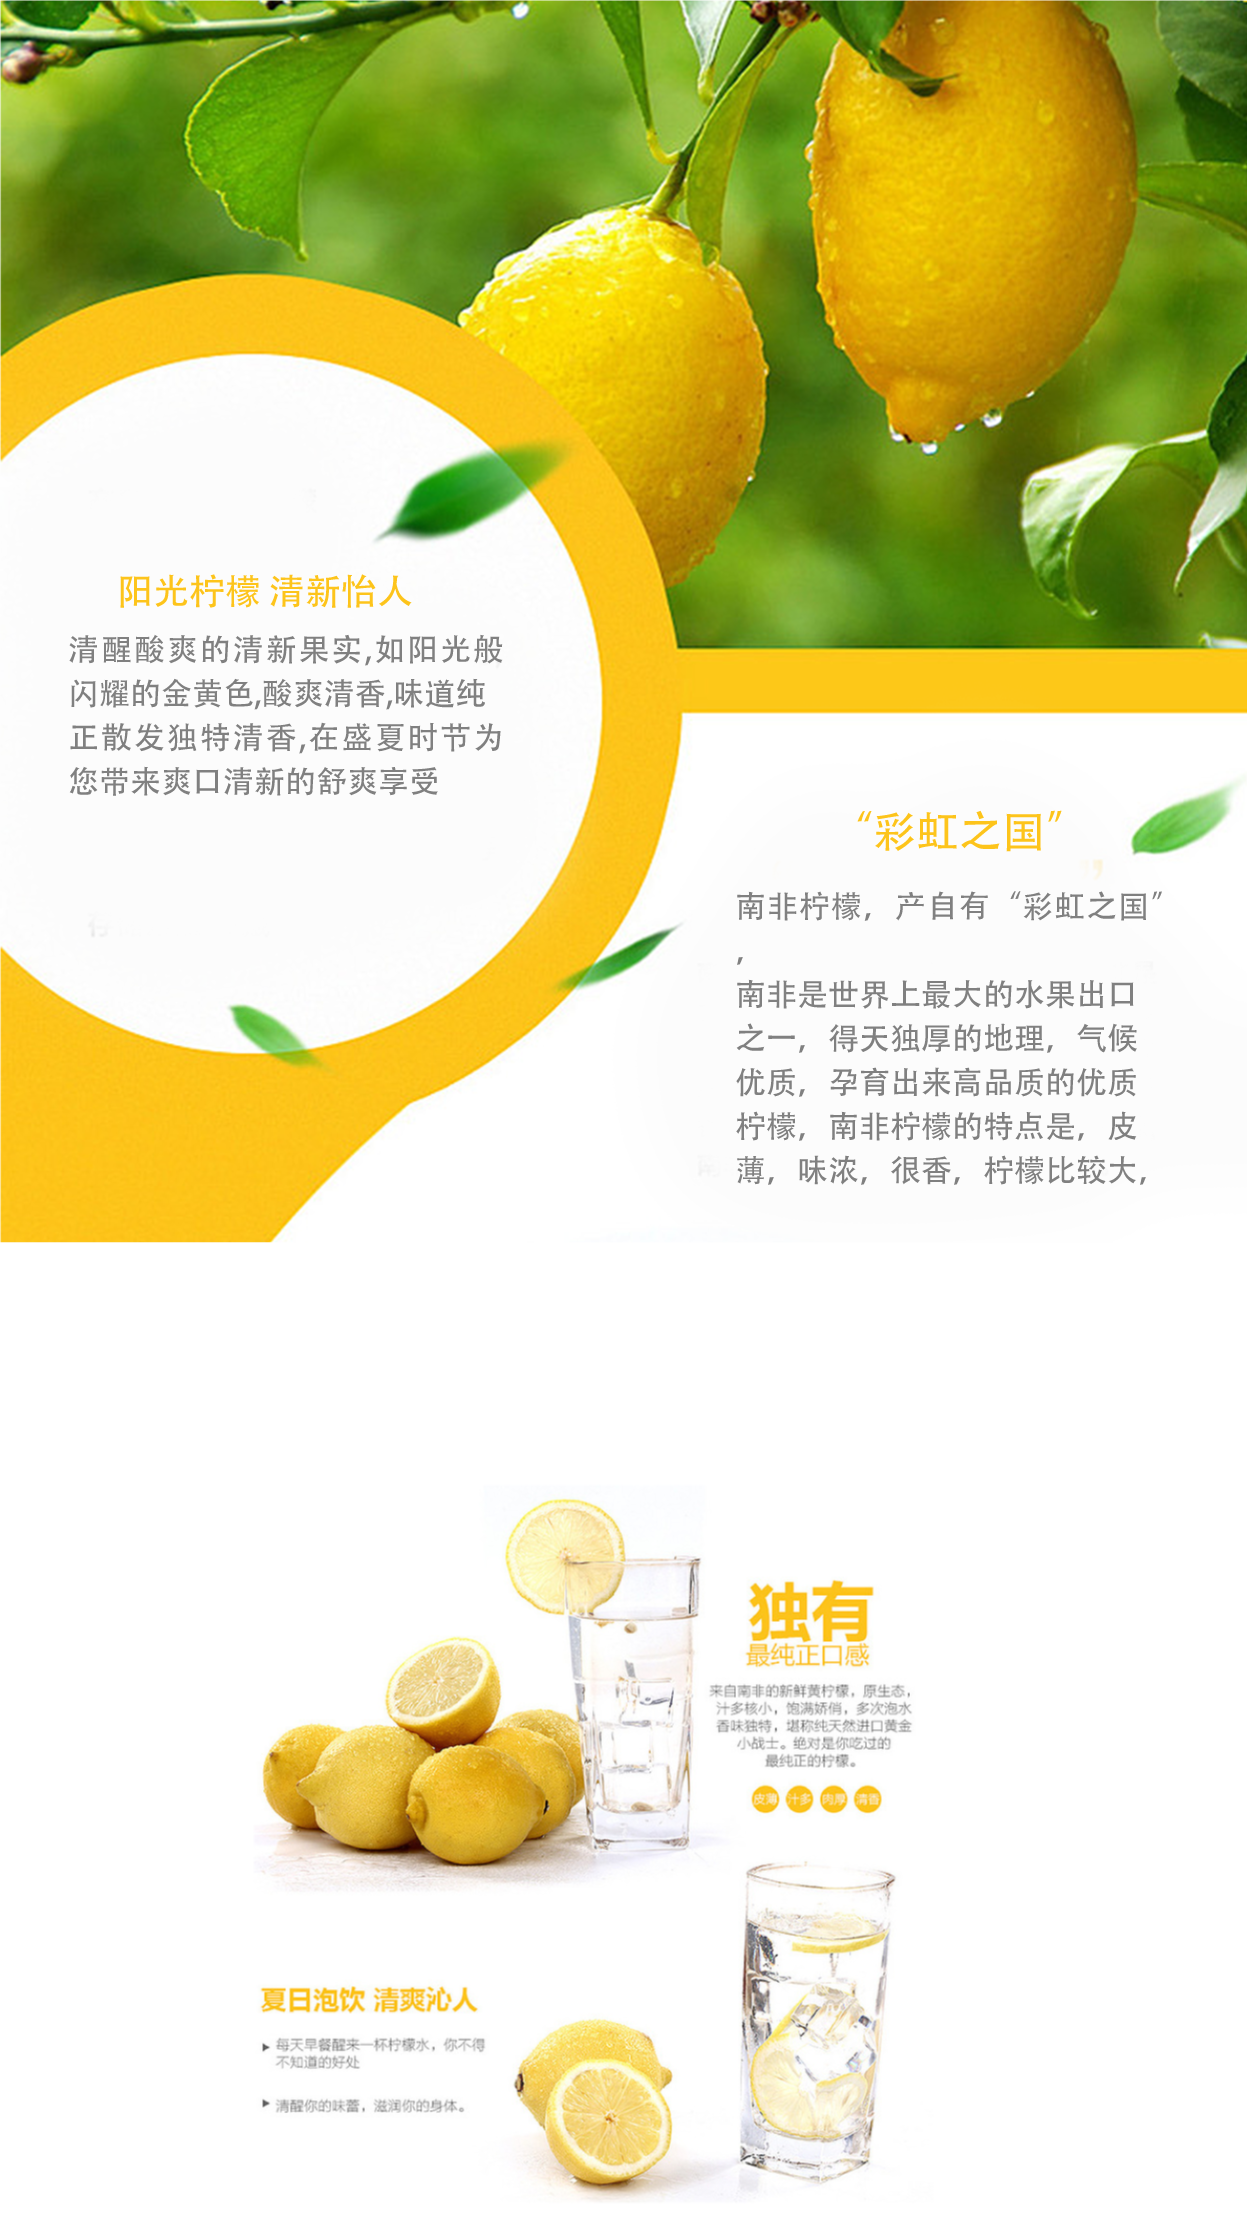 阳光柠檬 清新怡人
清醒酸爽的清新果实,如阳光般
闪耀的金黄色,酸爽清香,味道纯
正散发独特清香,在盛夏时节为
您带来爽口清新的舒爽享受
“彩虹之国”
南非柠檬，产自有“彩虹之国”
，
南非是世界上最大的水果出口
之一，得天独厚的地理，气候
优质，孕育出来高品质的优质
柠檬，南非柠檬的特点是，皮
薄，味浓，很香，柠檬比较大，
独有
最纯正口感
来自南非的新鲜黄柠檬，原生态，
汁多核小，饱满娇俏，多次泡水
香味独特，堪称纯天然进口黄金
小战士。绝对是你吃过的
最纯正的柠檬。
皮薄 汁多 肉厚 清香
夏日泡饮 清爽沁人
每天早餐醒来一杯柠檬水，你不得
不知道的好处
清醒你的味蕾，滋润你的身体。